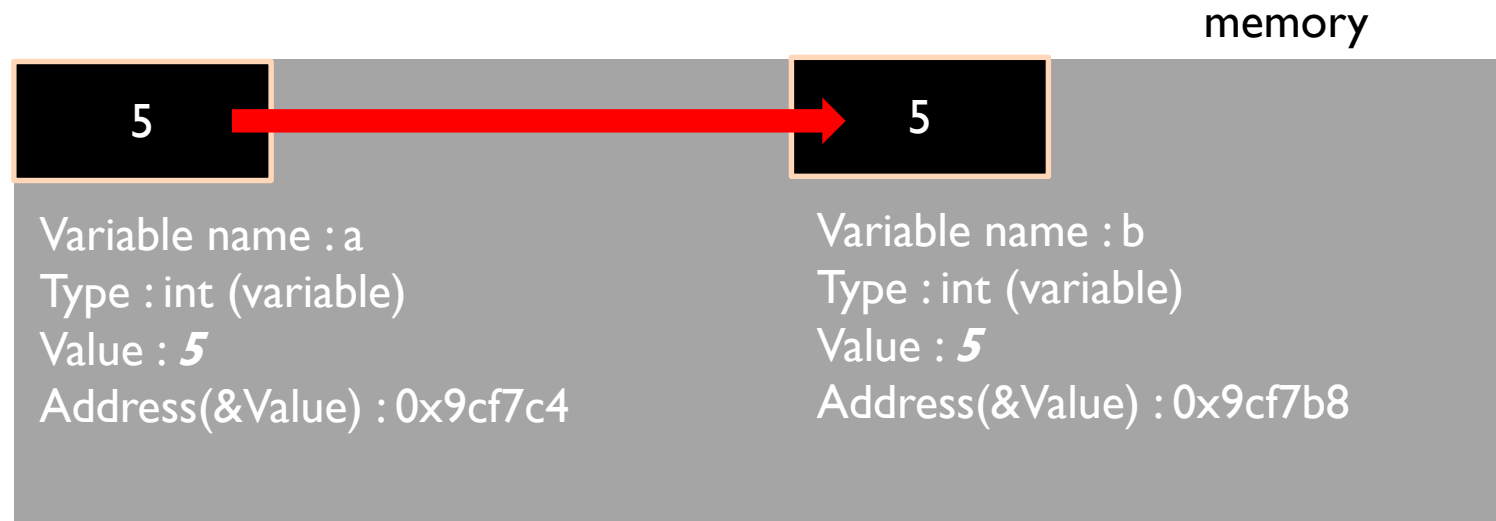 memory
5
5
Variable name : a
Type : int (variable)
Value : 5
Address(&Value) : 0x9cf7c4
Variable name : b
Type : int (variable)
Value : 5
Address(&Value) : 0x9cf7b8